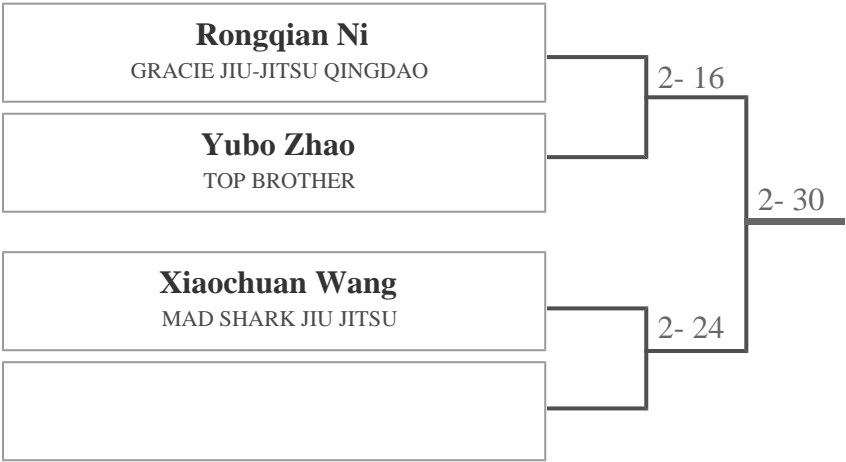 Rongqian Ni
GRACIE JIU-JITSU QINGDAO
2- 16
Yubo Zhao
TOP BROTHER
2- 30
Xiaochuan Wang
MAD SHARK JIU JITSU
2- 24